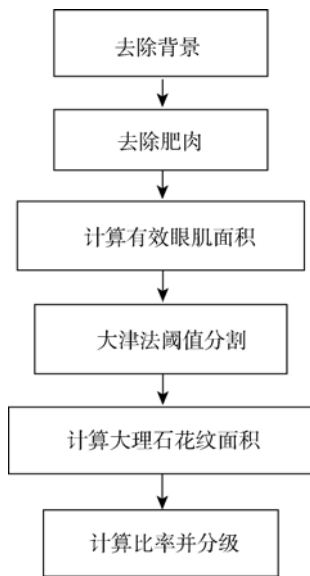 去除背景
去除肥肉
计算有效眼肌面积
大津法阈值分割
计算大理石花纹面积
计算比率并分级